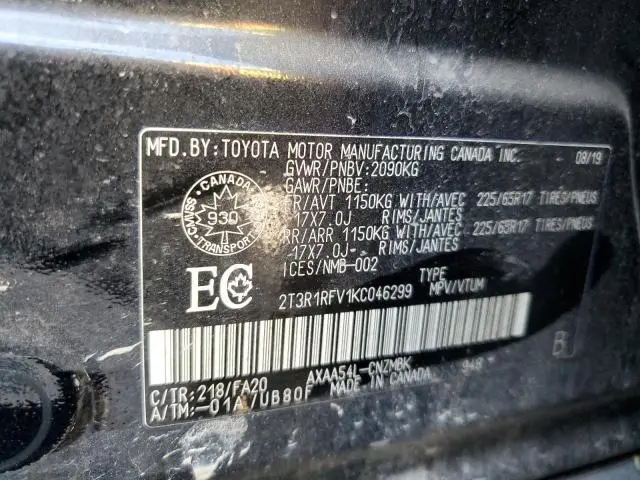 MFD.BY:TOYOTA MOTOR MANUFACTURING CANADA INC. 08/19
GVWR/PNBV:2090KG
GAWR/PNBE:
FR/AVT 1150KG WITH/AVEC 225/65R17 TIRES/PNEUS
17X7.0J RIMS/JANTES
RR/ARR 1150KG WITH/AVEC 225/65R17 TIRES/PNEUS
17X7.0J RIMS/JANTES
ICES/NMB-002
CANADA
CMVSS 930
TRANSPORT
EC
2T3R1RFV1KC046299 TYPE MPV/VTUM
C/TR:218/FA20 AXAA54L-CNZMBK
A/TM:-01A/UB80F MADE IN CANADA